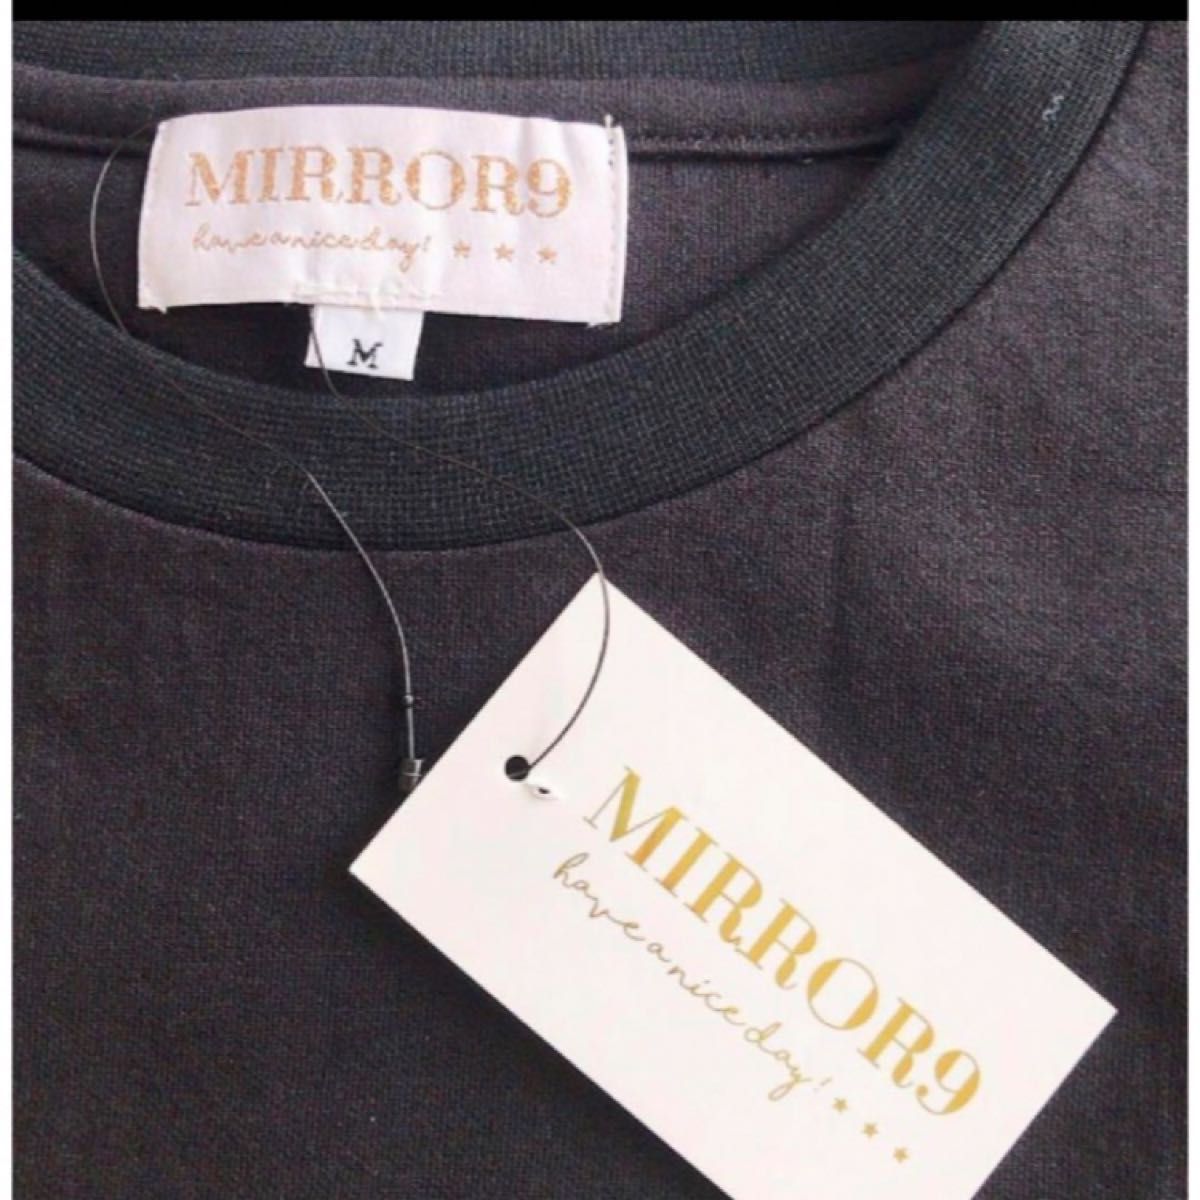 MIRROR9
have a nice day! ★ ★ ★
M
MIRROR9
have a nice day! ★ ★ ★